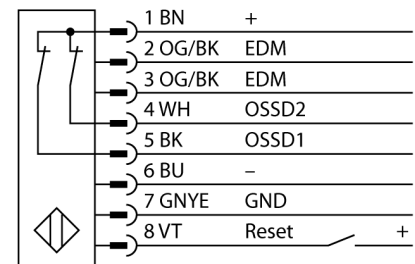 1 BN +
2 OG/BK EDM
3 OG/BK EDM
4 WH OSSD2
5 BK OSSD1
6 BU –
7 GNYE GND
8 VT Reset +